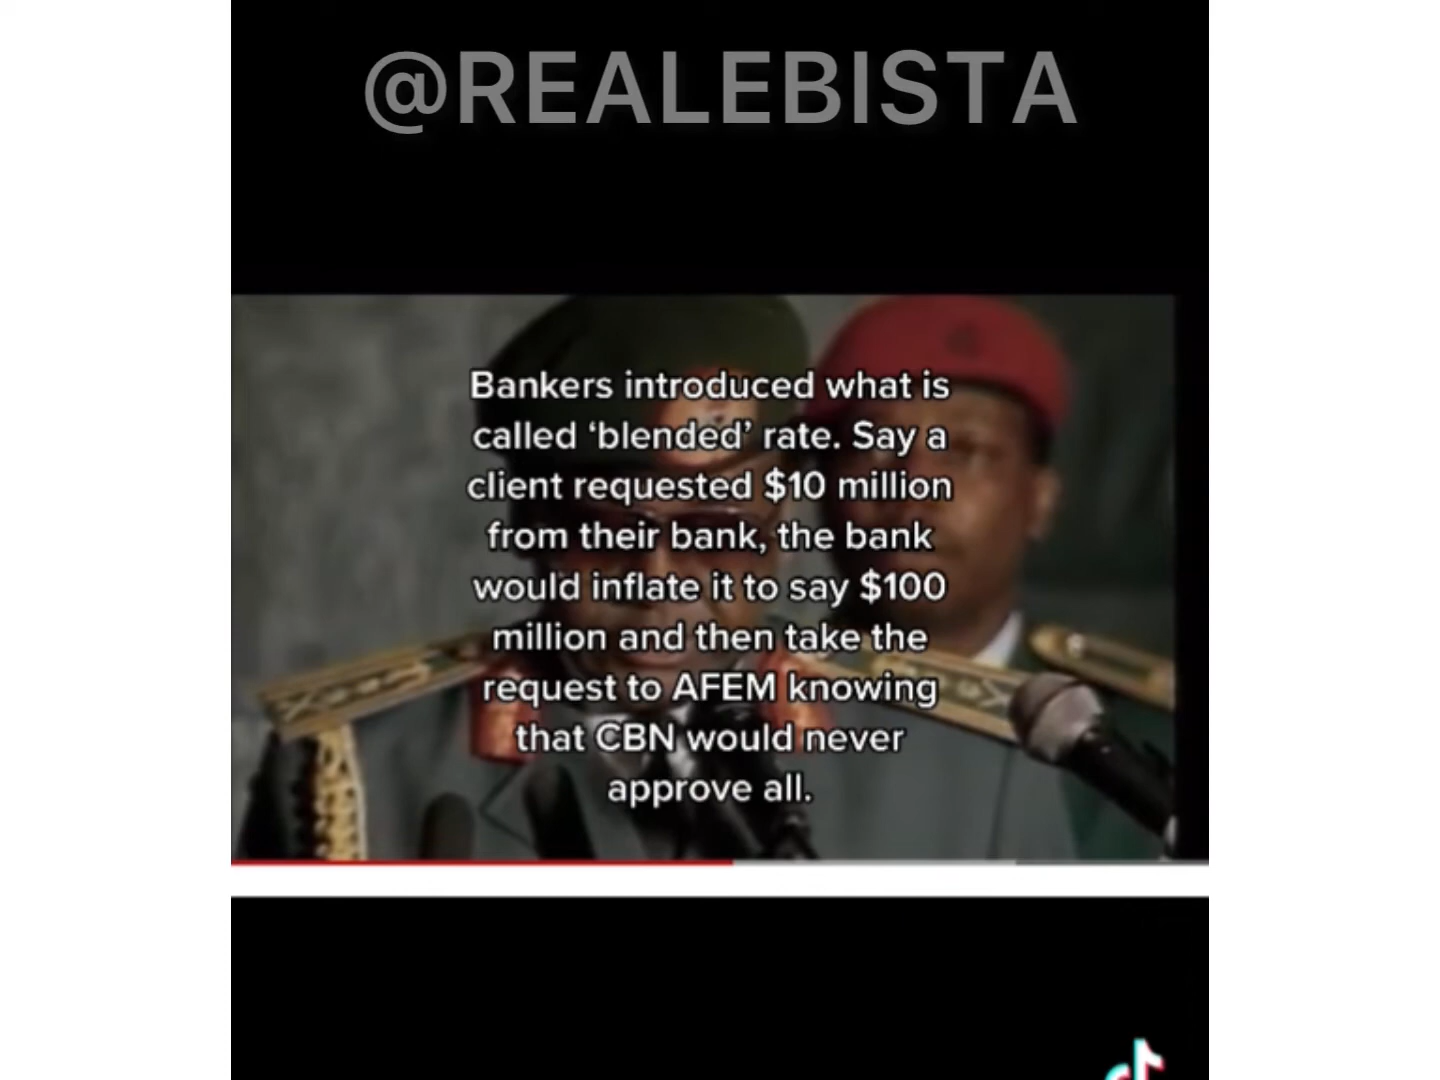 @REALEBISTA
Bankers introduced what is
called ‘blended’ rate. Say a
client requested $10 million
from their bank, the bank
would inflate it to say $100
million and then take the
request to AFEM knowing
that CBN would never
approve all.